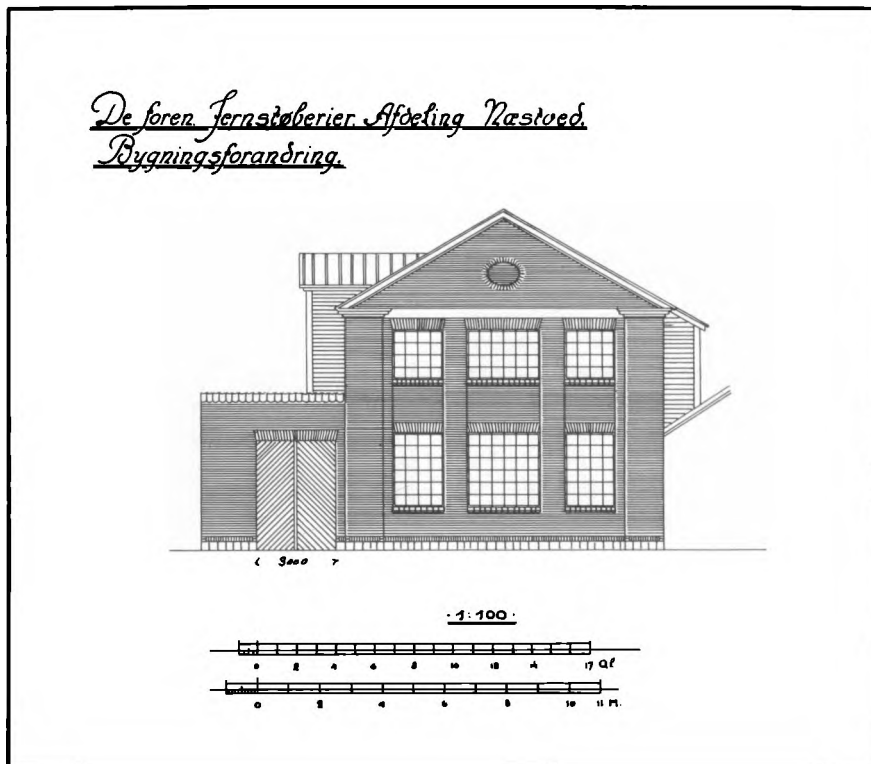 De foren. Jernstøberier. Afdeling Næstved.
Bygningsforandring.
3000
· 1:100 ·
0 2 4 6 8 10 12 14 17 Al
0 2 4 6 8 10 11 M.